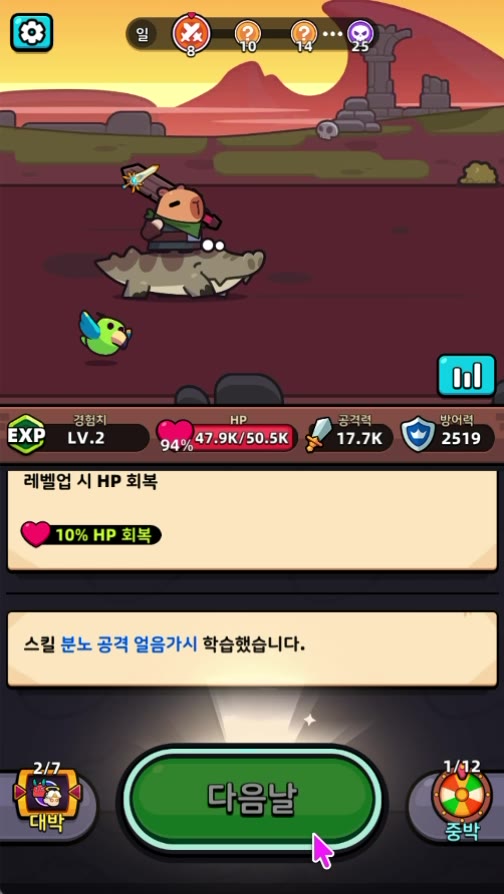 일
8
10
14
25
경험치
EXP
LV.2
HP
94%
47.9K/50.5K
공격력
17.7K
방어력
2519
레벨업 시 HP 회복
10% HP 회복
스킬 분노 공격 얼음가시 학습했습니다.
2/7
대박
다음날
1/12
중박